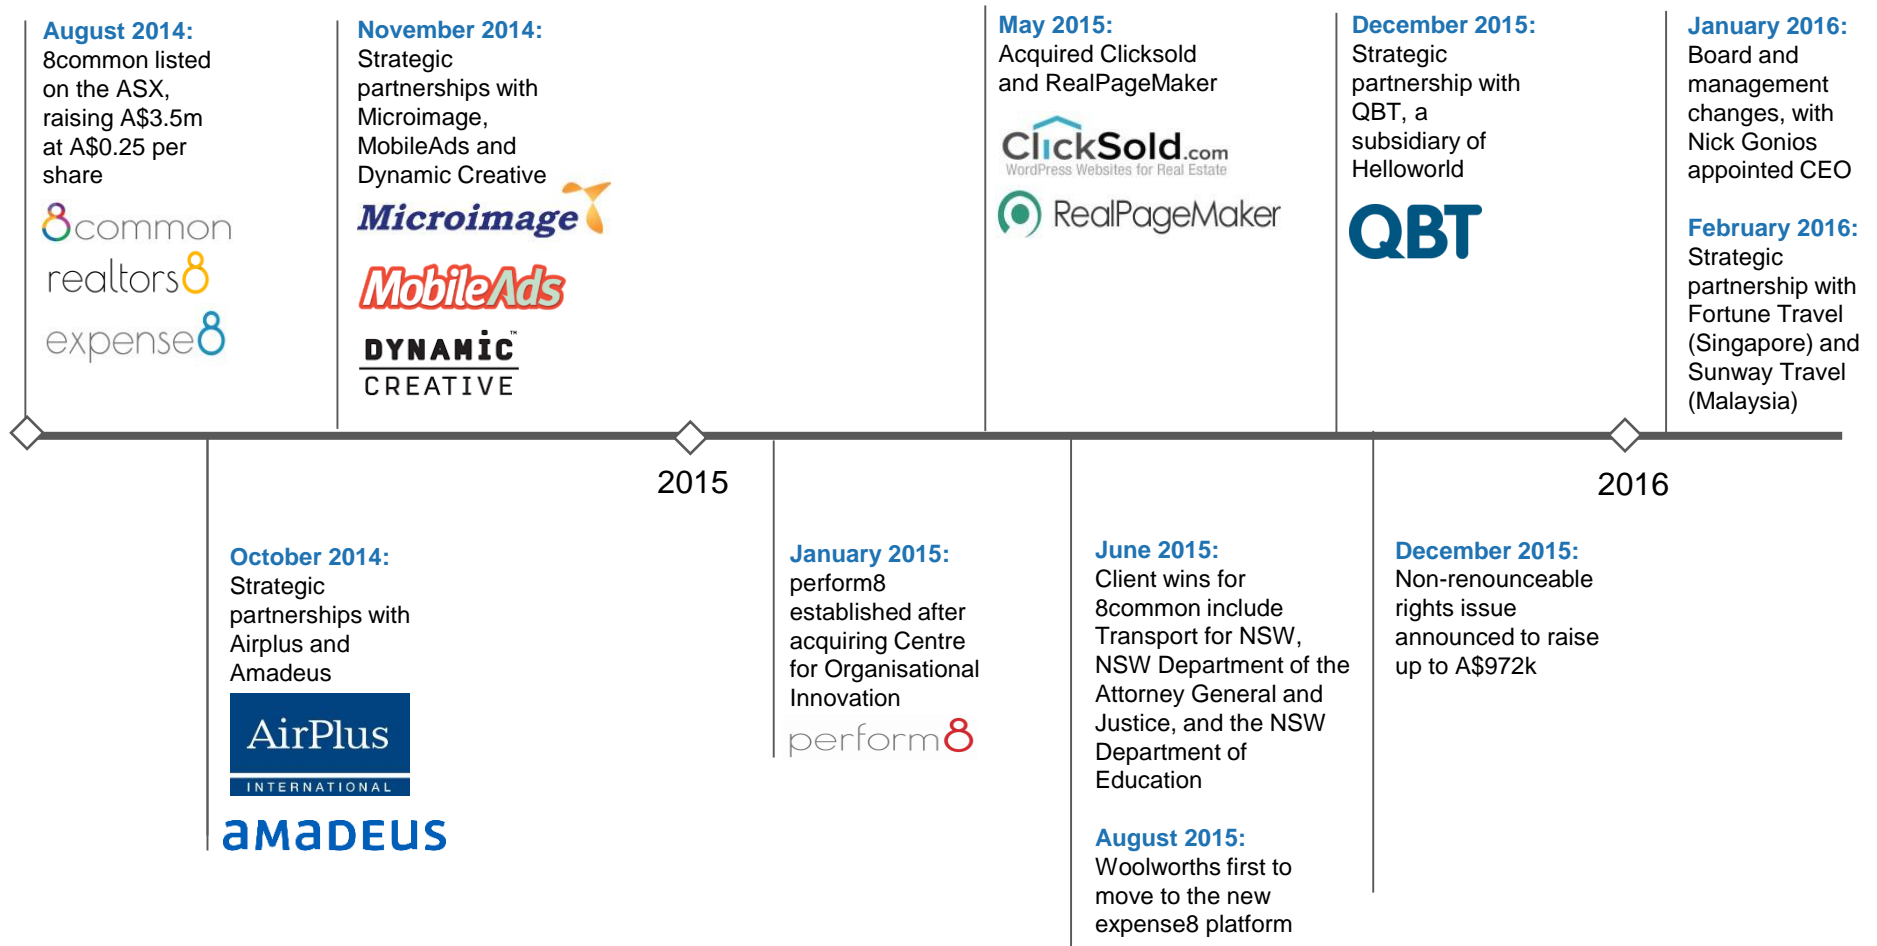 August 2014:
8common listed
on the ASX,
raising A$3.5m
at A$0.25 per
share
8common
realtors8
expense8
November 2014:
Strategic
partnerships with
Microimage,
MobileAds and
Dynamic Creative
Microimage
MobileAds
DYNAMIC™
CREATIVE
May 2015:
Acquired Clicksold
and RealPageMaker
ClickSold.com
WordPress Websites for Real Estate
RealPageMaker
December 2015:
Strategic
partnership with
QBT, a
subsidiary of
Helloworld
QBT
January 2016:
Board and
management
changes, with
Nick Gonios
appointed CEO
February 2016:
Strategic
partnership with
Fortune Travel
(Singapore) and
Sunway Travel
(Malaysia)
2015
2016
October 2014:
Strategic
partnerships with
Airplus and
Amadeus
AirPlus
INTERNATIONAL
aMaDEUS
January 2015:
perform8
established after
acquiring Centre
for Organisational
Innovation
perform8
June 2015:
Client wins for
8common include
Transport for NSW,
NSW Department of the
Attorney General and
Justice, and the NSW
Department of
Education
August 2015:
Woolworths first to
move to the new
expense8 platform
December 2015:
Non-renounceable
rights issue
announced to raise
up to A$972k